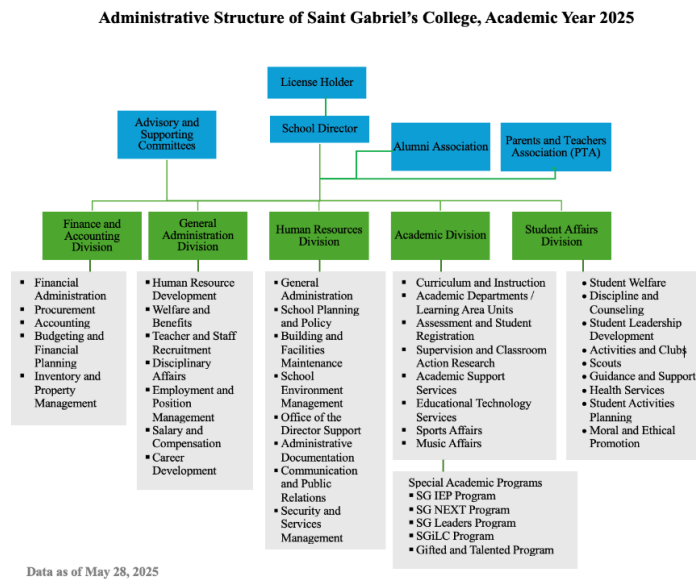 Administrative Structure of Saint Gabriel's College, Academic Year 2025
License Holder
School Director
Advisory and
Supporting
Committees
Alumni Association
Parents and Teachers
Association (PTA)
Finance and
Accounting
Division
▪ Financial
Administration
▪ Procurement
▪ Accounting
▪ Budgeting and
Financial
Planning
▪ Inventory and
Property
Management
General
Administration
Division
▪ Human Resource
Development
▪ Welfare and
Benefits
▪ Teacher and Staff
Recruitment
▪ Disciplinary
Affairs
▪ Employment and
Position
Management
▪ Salary and
Compensation
▪ Career
Development
Human Resources
Division
▪ General
Administration
▪ School Planning
and Policy
▪ Building and
Facilities
Maintenance
▪ School
Environment
Management
▪ Office of the
Director Support
▪ Administrative
Documentation
▪ Communication
and Public
Relations
▪ Security and
Services
Management
Academic Division
▪ Curriculum and Instruction
▪ Academic Departments /
Learning Area Units
▪ Assessment and Student
Registration
▪ Supervision and Classroom
Action Research
▪ Academic Support
Services
▪ Educational Technology
Services
▪ Sports Affairs
▪ Music Affairs
Special Academic Programs
▪ SG IEP Program
▪ SG NEXT Program
▪ SG Leaders Program
▪ SGiLC Program
▪ Gifted and Talented Program
Student Affairs
Division
● Student Welfare
● Discipline and
Counseling
● Student Leadership
Development
● Activities and Clubs
● Scouts
● Guidance and Support
● Health Services
● Student Activities
Planning
● Moral and Ethical
Promotion
Data as of May 28, 2025